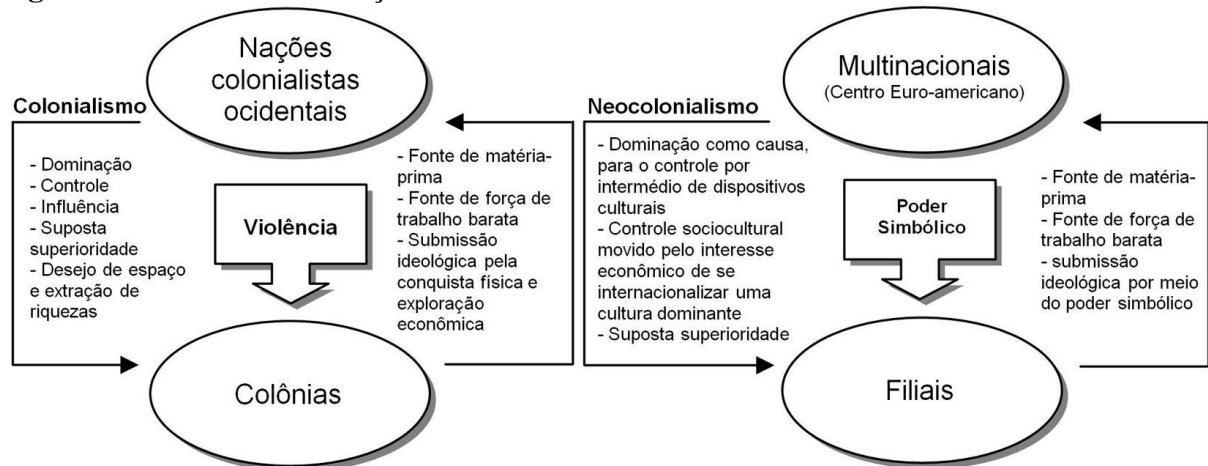 Nações
colonialistas
ocidentais
Colonialismo
- Dominação
- Controle
- Influência
- Suposta
superioridade
- Desejo de espaço
e extração de
riquezas
Violência
- Fonte de matéria-
prima
- Fonte de força de
trabalho barata
- Submissão
ideológica pela
conquista física e
exploração
econômica
Colônias
Multinacionais
(Centro Euro-americano)
Neocolonialismo
- Dominação como causa,
para o controle por
intermédio de dispositivos
culturais
- Controle sociocultural
movido pelo interesse
econômico de se
internacionalizar uma
cultura dominante
- Suposta superioridade
Poder
Simbólico
- Fonte de matéria-
prima
- Fonte de força de
trabalho barata
- submissão
ideológica por meio
do poder simbólico
Filiais